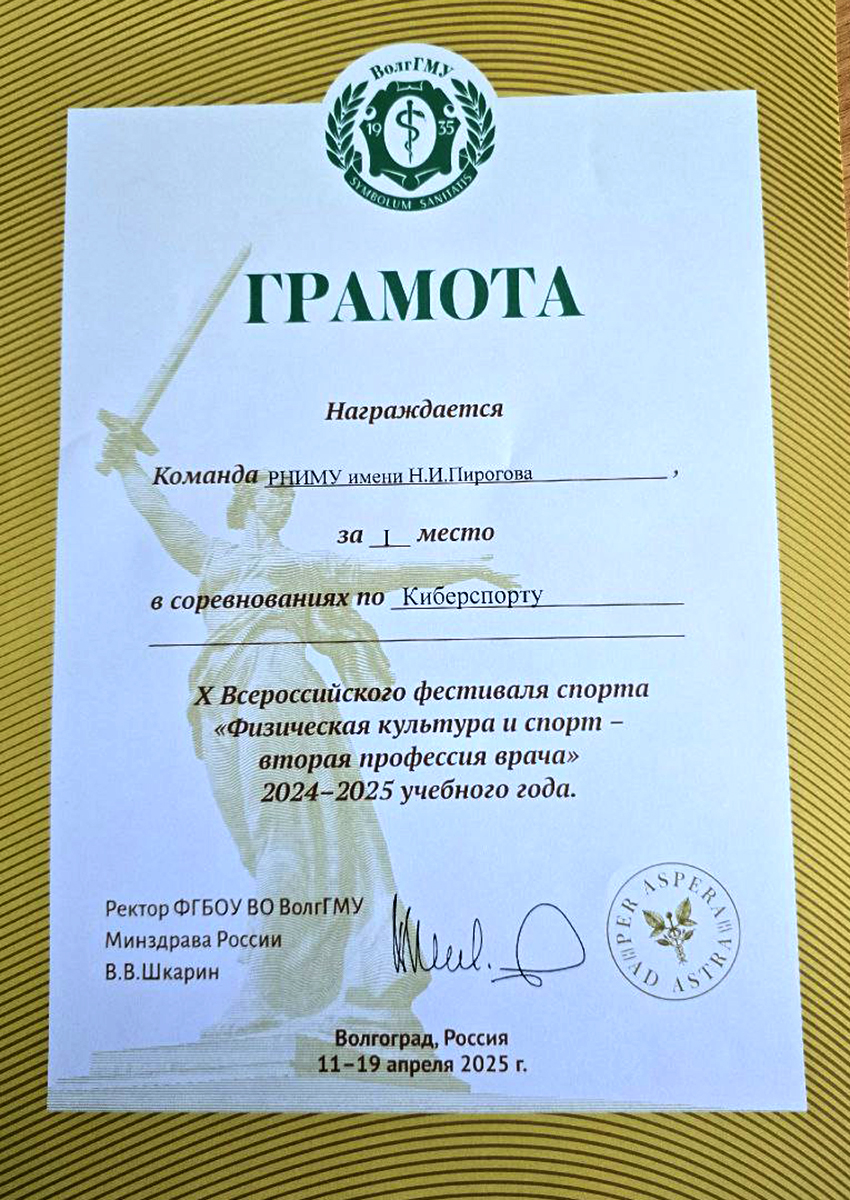 ВолгГМУ
1935
SYMBOLUM SANITATIS
ГРАМОТА
Награждается
Команда РНИМУ имени Н.И.Пирогова,
за I место
в соревнованиях по Киберспорту
X Всероссийского фестиваля спорта
«Физическая культура и спорт –
вторая профессия врача»
2024–2025 учебного года.
Ректор ФГБОУ ВО ВолгГМУ
Минздрава России
В.В.Шкарин
PER ASPERA
AD ASTRA
Волгоград, Россия
11–19 апреля 2025 г.